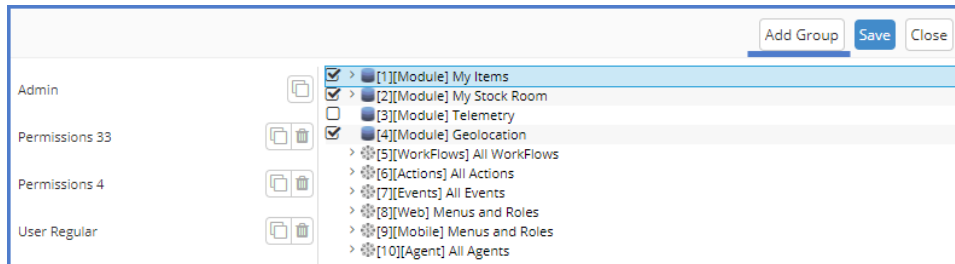 Add Group Save Close
Admin
Permissions 33
Permissions 4
User Regular
[1][Module] My Items
[2][Module] My Stock Room
[3][Module] Telemetry
[4][Module] Geolocation
[5][WorkFlows] All WorkFlows
[6][Actions] All Actions
[7][Events] All Events
[8][Web] Menus and Roles
[9][Mobile] Menus and Roles
[10][Agent] All Agents